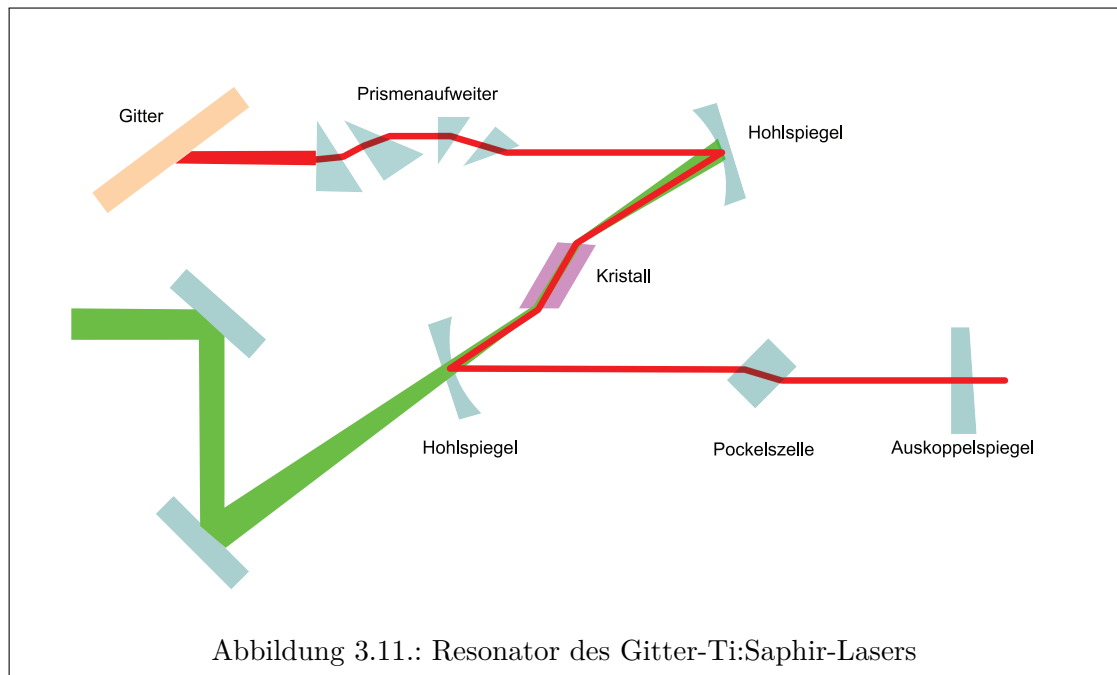 Prismenaufweiter
Gitter
Hohlspiegel
Kristall
Hohlspiegel
Pockelszelle
Auskoppelspiegel
Abbildung 3.11.: Resonator des Gitter-Ti:Saphir-Lasers